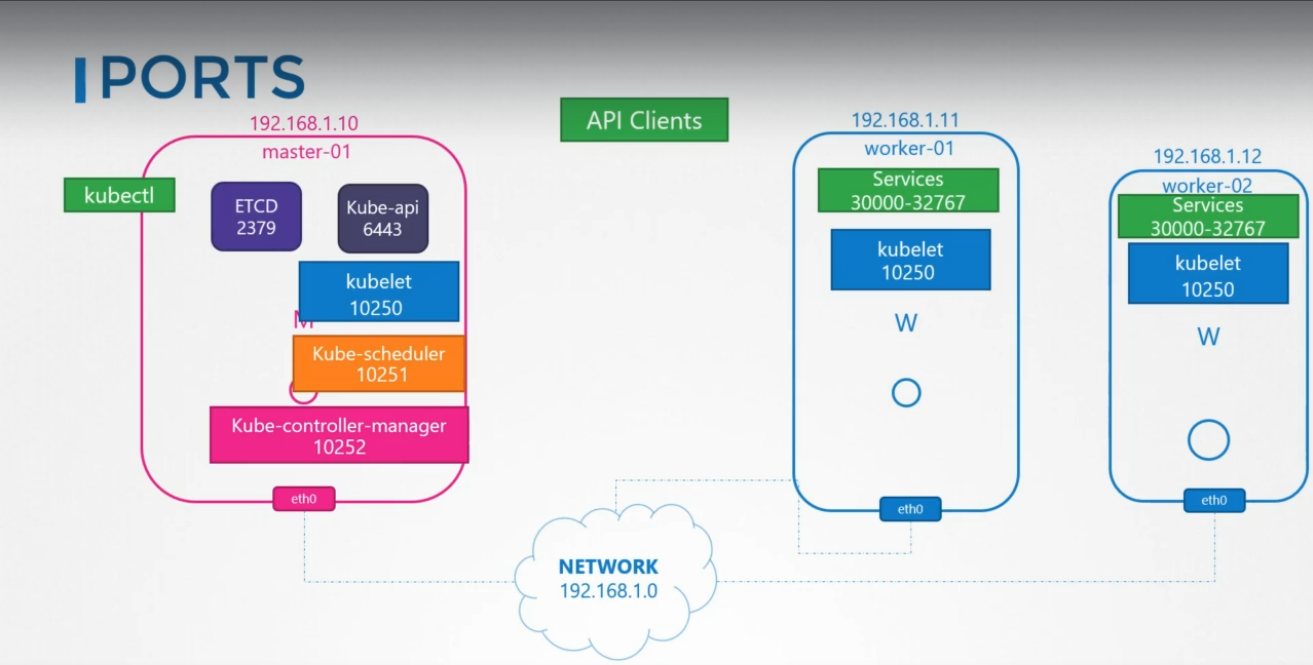 PORTS
192.168.1.10
master-01
kubectl
ETCD
2379
Kube-api
6443
kubelet
10250
M
Kube-scheduler
10251
Kube-controller-manager
10252
eth0
API Clients
192.168.1.11
worker-01
Services
30000-32767
kubelet
10250
W
eth0
192.168.1.12
worker-02
Services
30000-32767
kubelet
10250
W
eth0
NETWORK
192.168.1.0